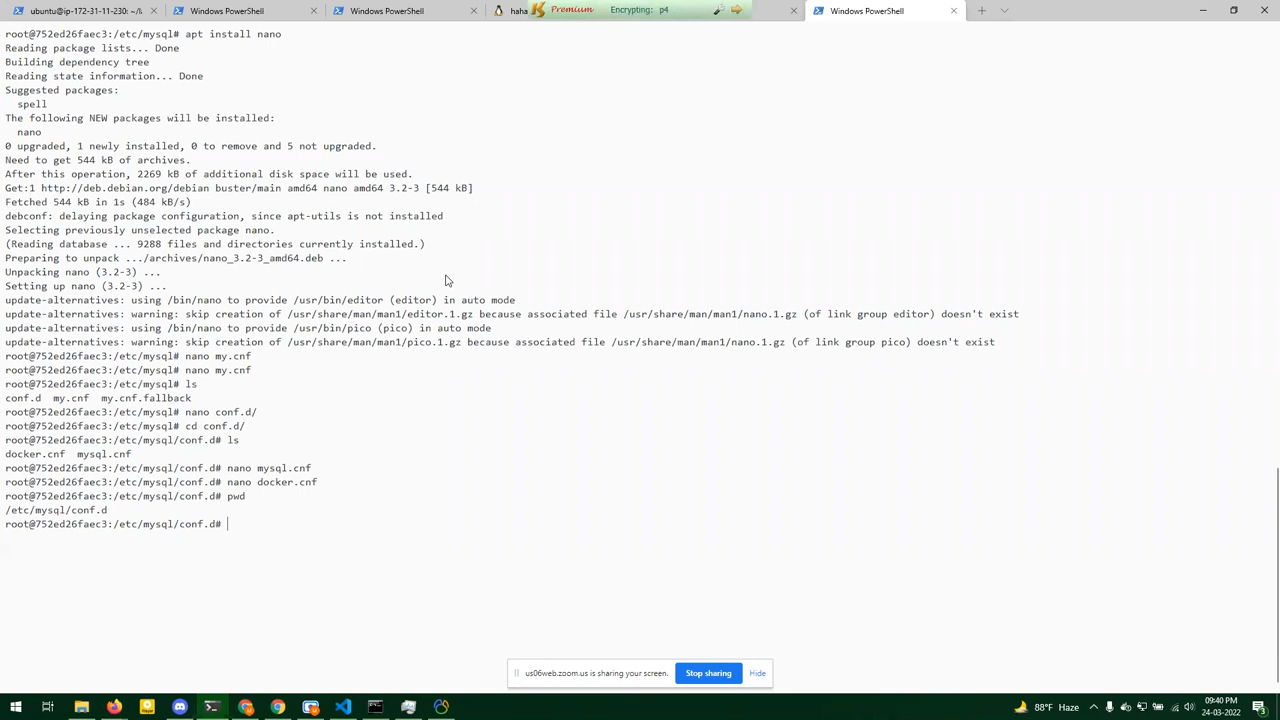 ubuntu@ip-172-31-11-230: ~/l
Windows PowerShell
Windows PowerShell
haha
Premium
Encrypting: p4
Windows PowerShell
root@752ed26faec3:/etc/mysql# apt install nano
Reading package lists... Done
Building dependency tree
Reading state information... Done
Suggested packages:
spell
The following NEW packages will be installed:
nano
0 upgraded, 1 newly installed, 0 to remove and 5 not upgraded.
Need to get 544 kB of archives.
After this operation, 2269 kB of additional disk space will be used.
Get:1 http://deb.debian.org/debian buster/main amd64 nano amd64 3.2-3 [544 kB]
Fetched 544 kB in 1s (484 kB/s)
debconf: delaying package configuration, since apt-utils is not installed
Selecting previously unselected package nano.
(Reading database ... 9288 files and directories currently installed.)
Preparing to unpack .../archives/nano_3.2-3_amd64.deb ...
Unpacking nano (3.2-3) ...
Setting up nano (3.2-3) ...
update-alternatives: using /bin/nano to provide /usr/bin/editor (editor) in auto mode
update-alternatives: warning: skip creation of /usr/share/man/man1/editor.1.gz because associated file /usr/share/man/man1/nano.1.gz (of link group editor) doesn't exist
update-alternatives: using /bin/nano to provide /usr/bin/pico (pico) in auto mode
update-alternatives: warning: skip creation of /usr/share/man/man1/pico.1.gz because associated file /usr/share/man/man1/nano.1.gz (of link group pico) doesn't exist
root@752ed26faec3:/etc/mysql# nano my.cnf
root@752ed26faec3:/etc/mysql# nano my.cnf
root@752ed26faec3:/etc/mysql# ls
conf.d  my.cnf  my.cnf.fallback
root@752ed26faec3:/etc/mysql# nano conf.d/
root@752ed26faec3:/etc/mysql# cd conf.d/
root@752ed26faec3:/etc/mysql/conf.d# ls
docker.cnf  mysql.cnf
root@752ed26faec3:/etc/mysql/conf.d# nano mysql.cnf
root@752ed26faec3:/etc/mysql/conf.d# nano docker.cnf
root@752ed26faec3:/etc/mysql/conf.d# pwd
/etc/mysql/conf.d
root@752ed26faec3:/etc/mysql/conf.d#
us06web.zoom.us is sharing your screen.
Stop sharing
Hide
88°F Haze
09:40 PM
24-03-2022
3